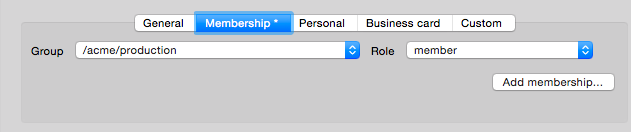 General Membership * Personal Business card Custom
Group /acme/production Role member
Add membership...